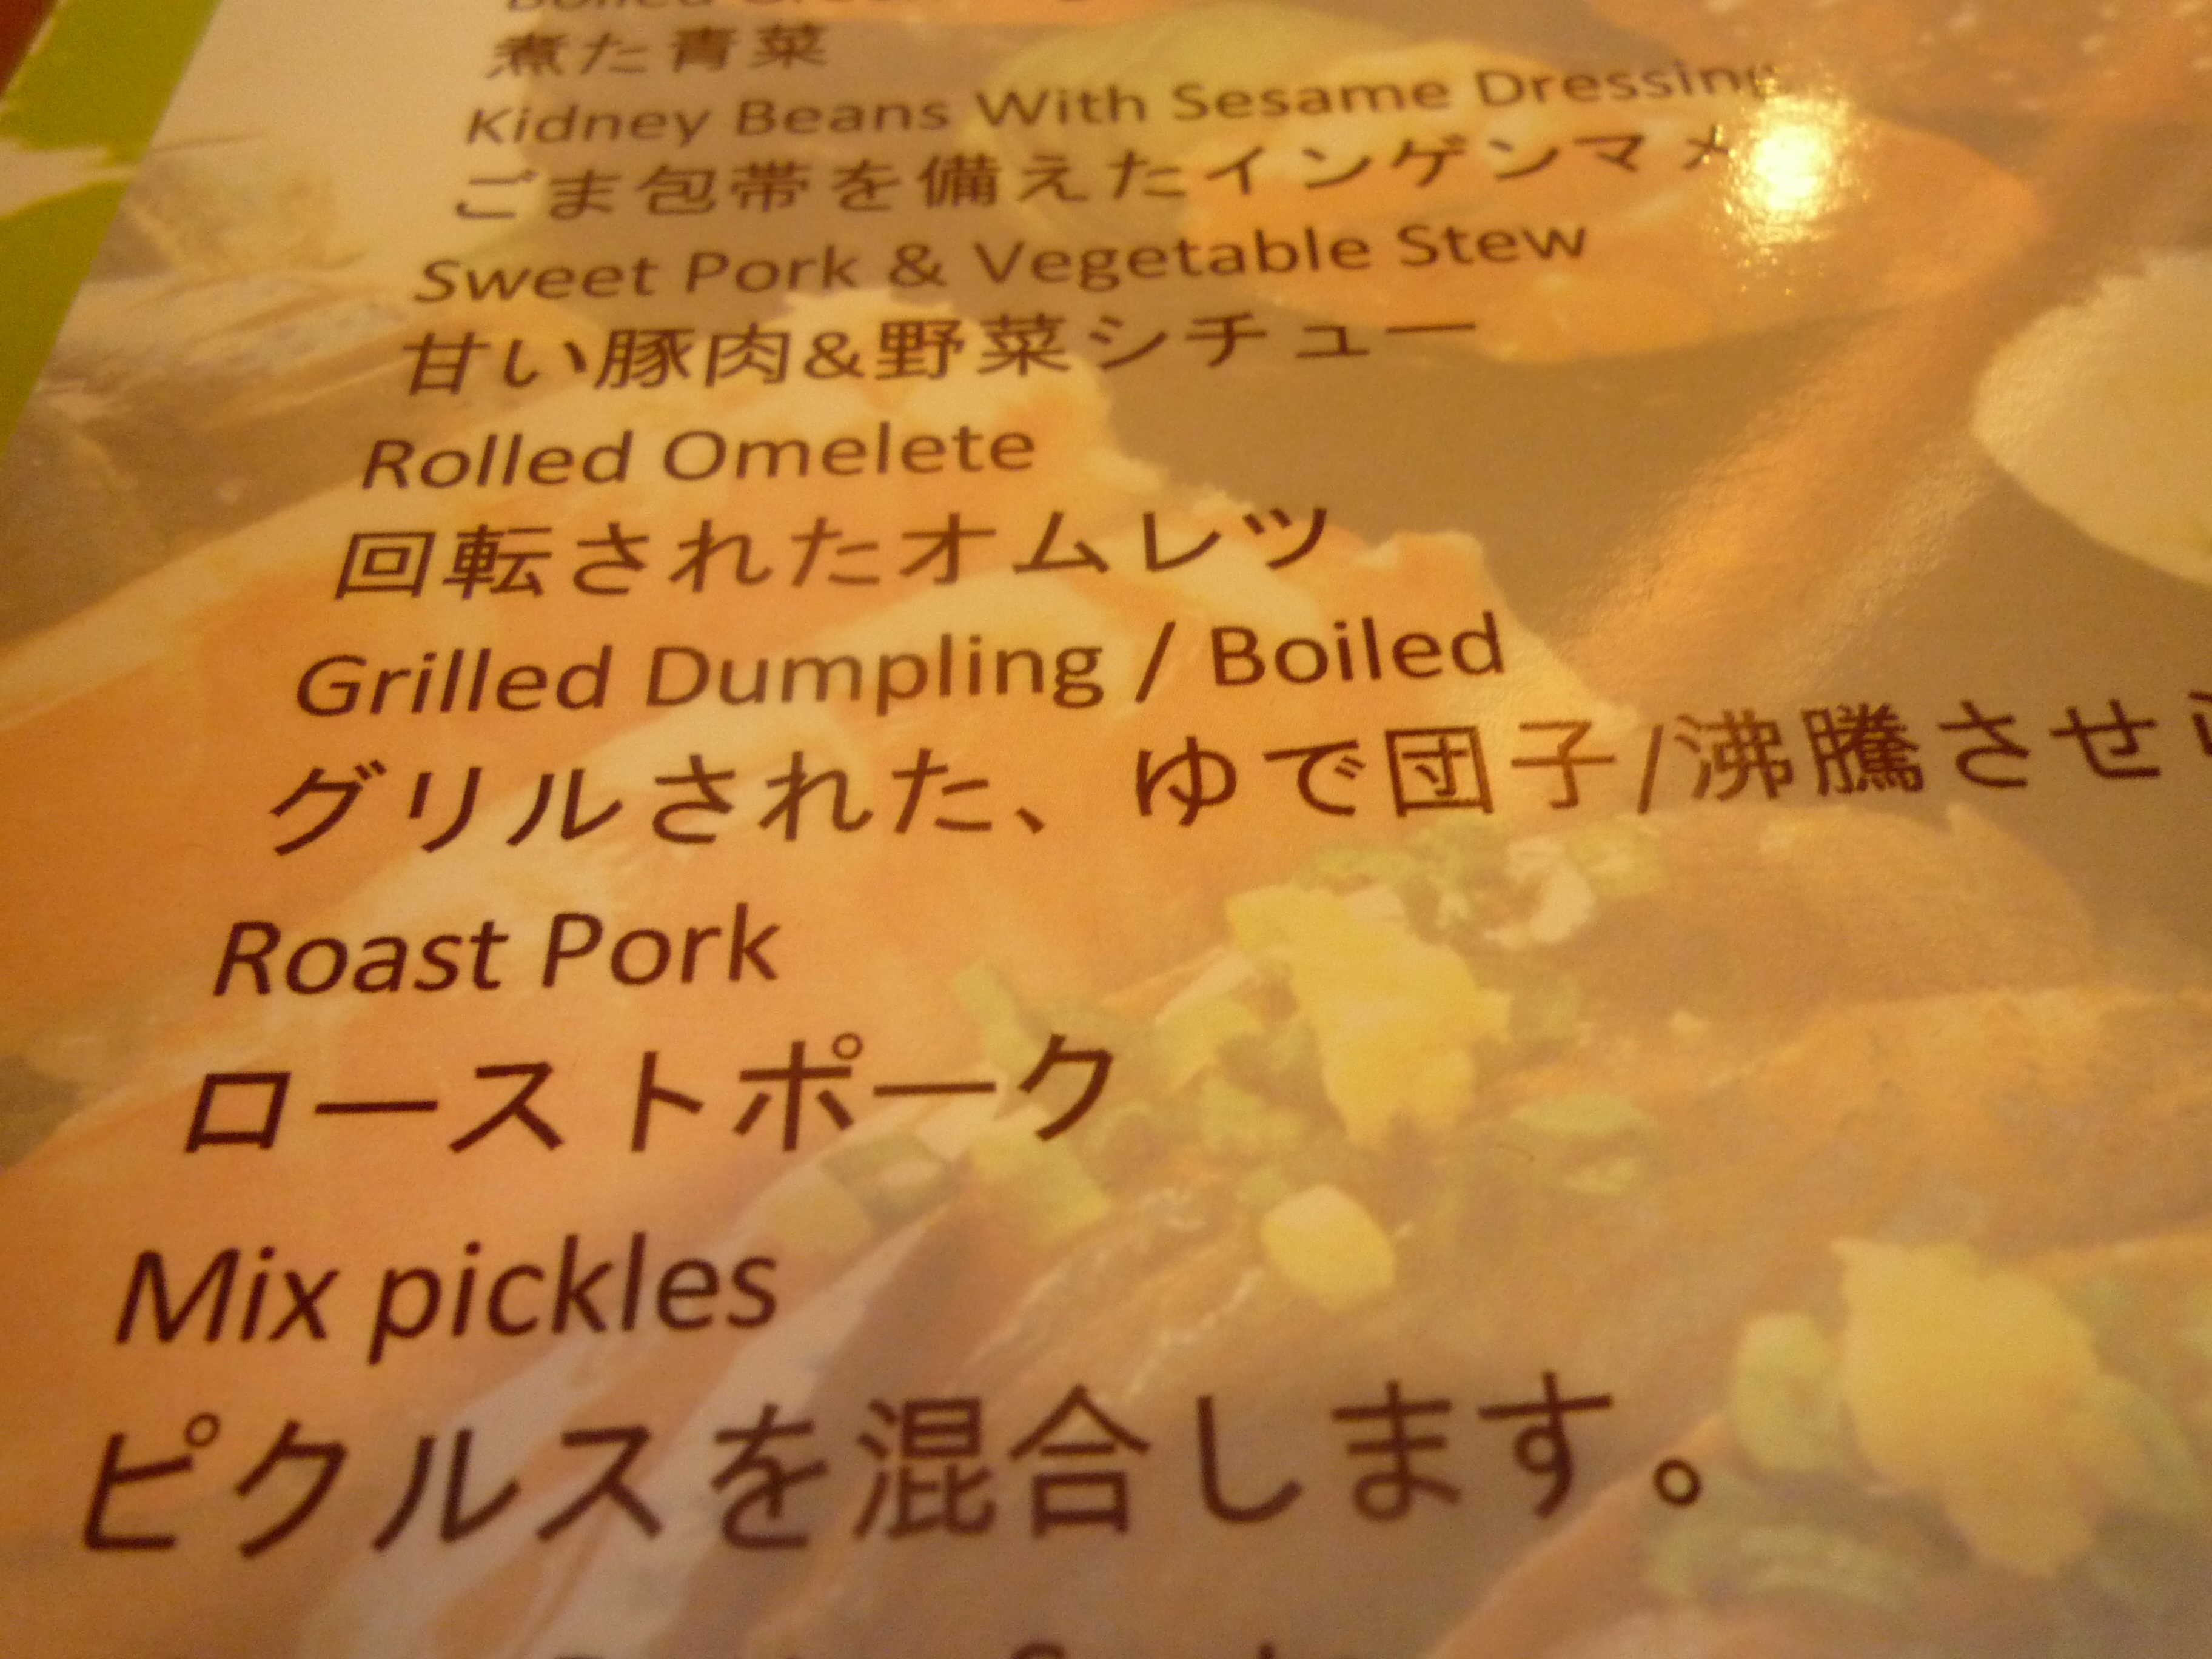 煮た青菜
Kidney Beans With Sesame Dressing
ごま包帯を備えたインゲンマメ
Sweet Pork & Vegetable Stew
甘い豚肉&野菜シチュー
Rolled Omelete
回転されたオムレツ
Grilled Dumpling / Boiled
グリルされた、ゆで団子/沸騰させら
Roast Pork
ローストポーク
Mix pickles
ピクルスを混合します。